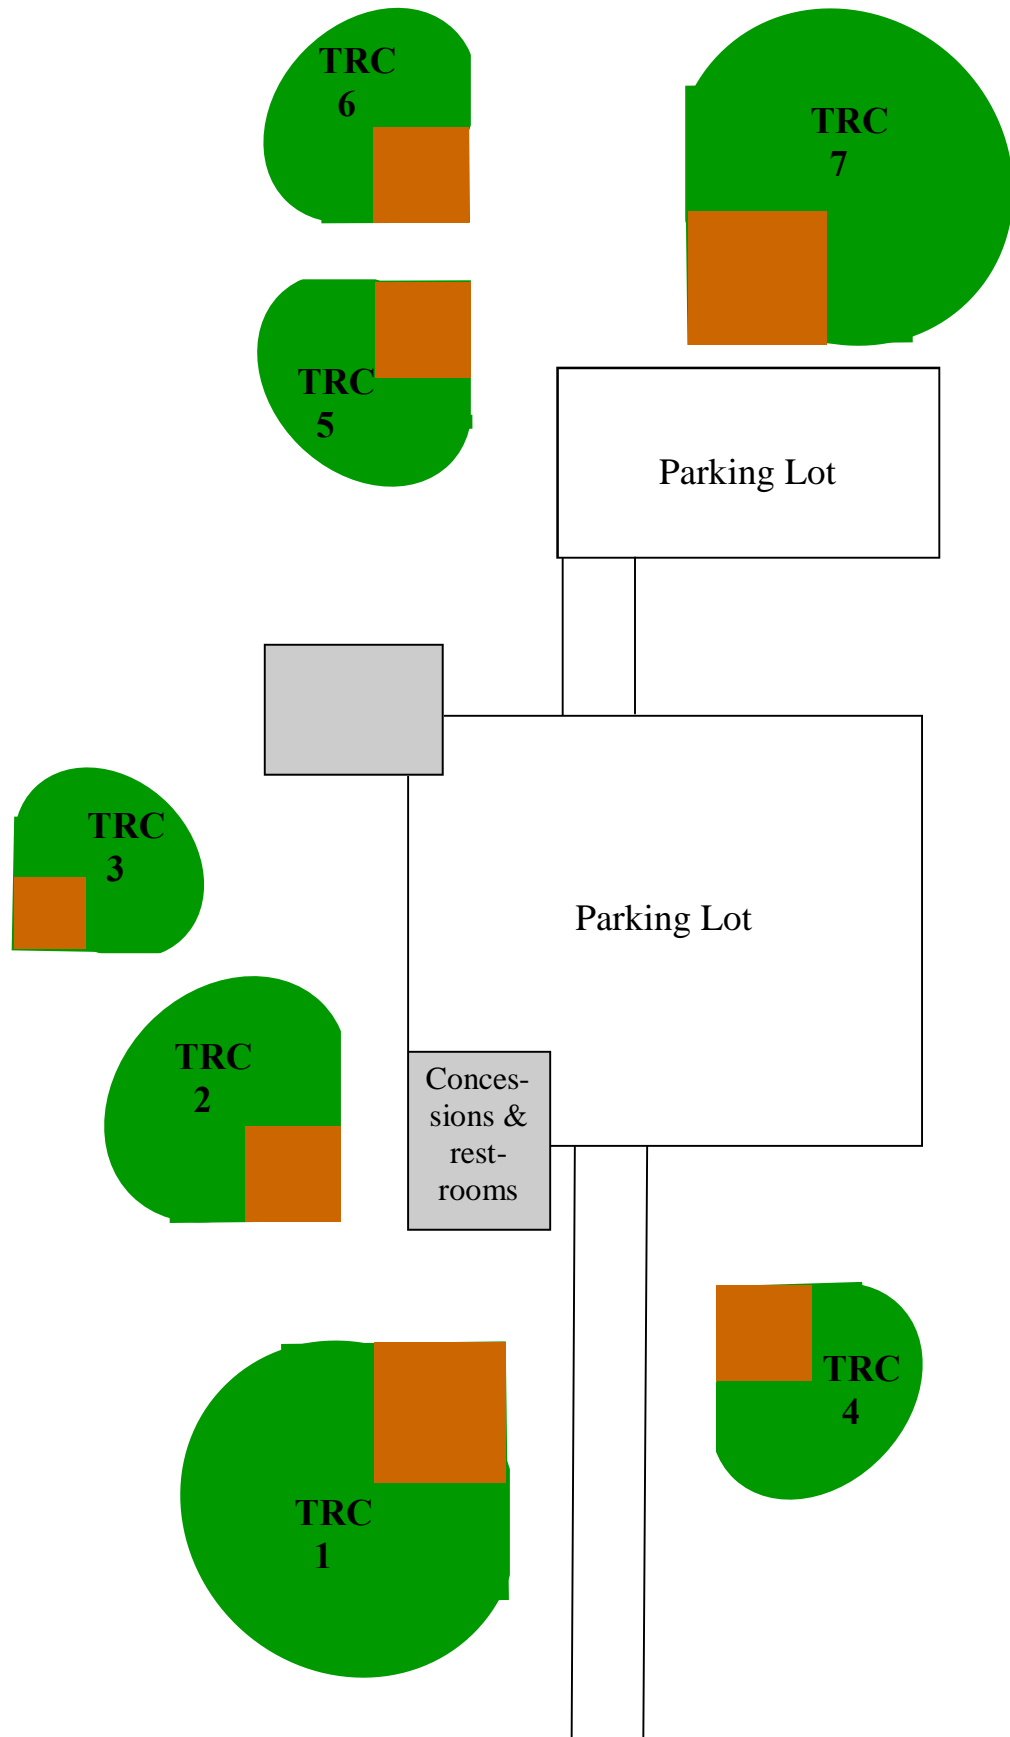 TRC
6
TRC
7
TRC
5
Parking Lot
TRC
3
Parking Lot
TRC
2
Conces-
sions &
rest-
rooms
TRC
4
TRC
1